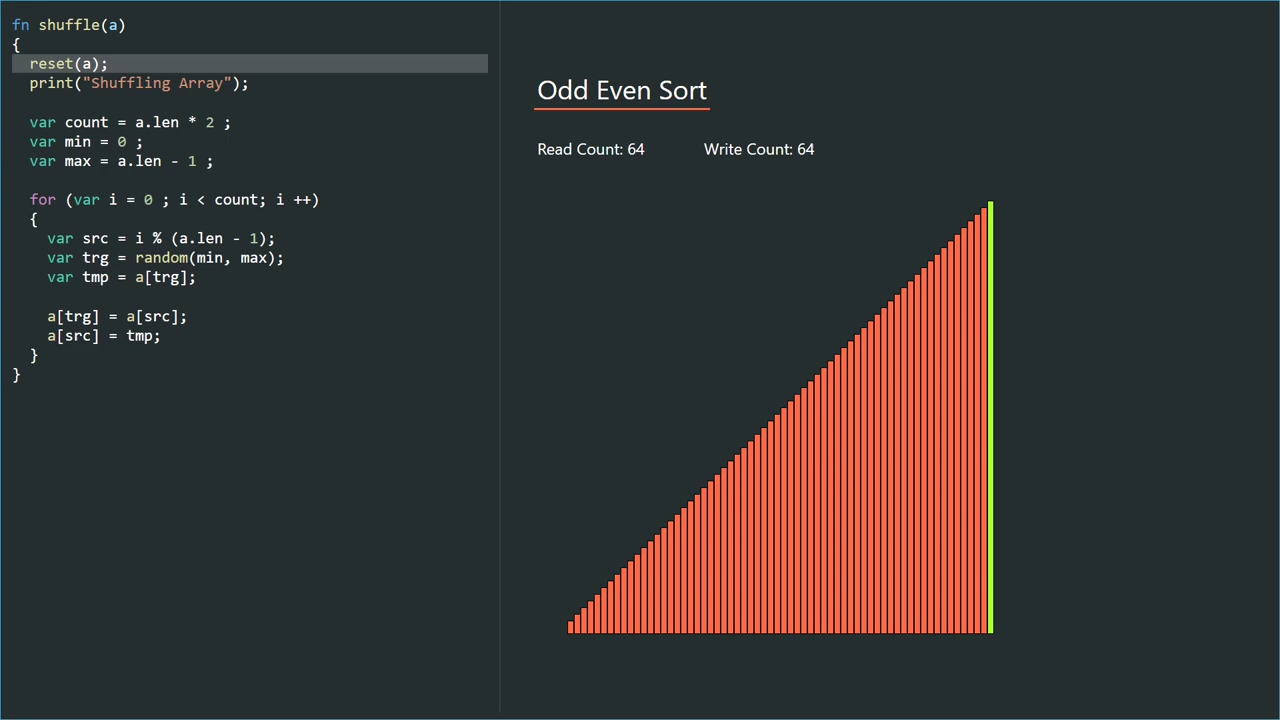 fn shuffle(a)
{
reset(a);
print("Shuffling Array");
var count = a.len * 2 ;
var min = 0 ;
var max = a.len - 1 ;
for (var i = 0 ; i < count; i ++)
{
var src = i % (a.len - 1);
var trg = random(min, max);
var tmp = a[trg];
a[trg] = a[src];
a[src] = tmp;
}
}
Odd Even Sort
Read Count: 64 Write Count: 64